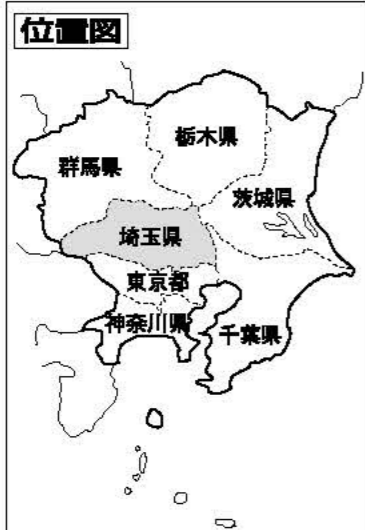 位置図
栃木県
群馬県
茨城県
埼玉県
東京都
神奈川県
千葉県